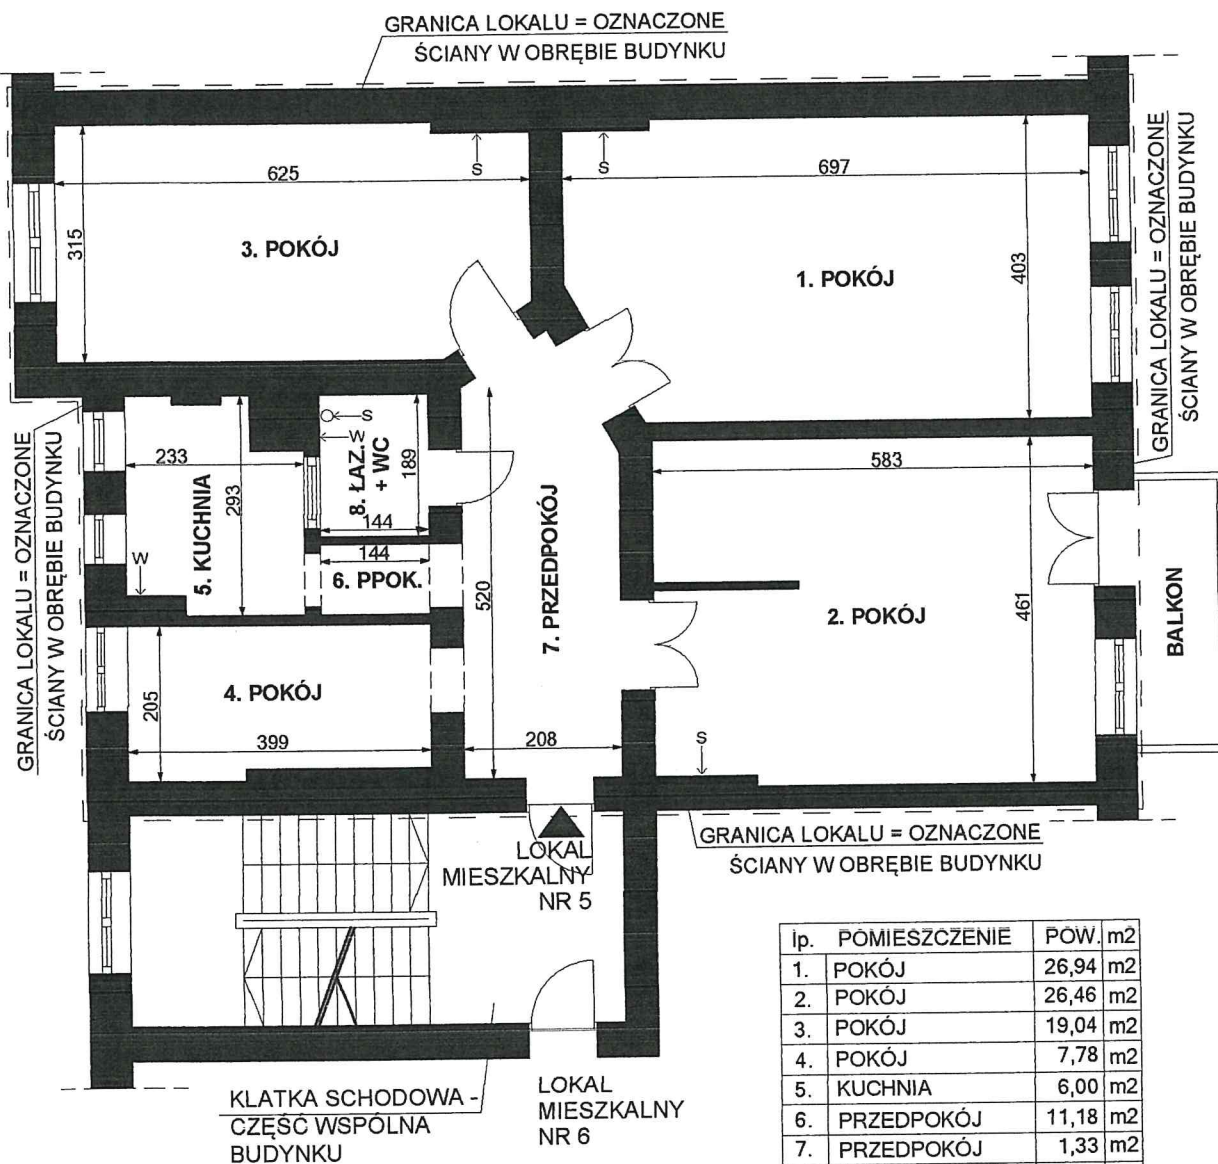 GRANICA LOKALU = OZNACZONE
ŚCIANY W OBRĘBIE BUDYNKU
GRANICA LOKALU = OZNACZONE
ŚCIANY W OBRĘBIE BUDYNKU
S
S
625
697
315
3. POKÓJ
1. POKÓJ
403
GRANICA LOKALU = OZNACZONE
ŚCIANY W OBRĘBIE BUDYNKU
S
W
233
293
5. KUCHNIA
W
8. ŁAZ.
+ WC
189
144
144
6. PPOK.
520
7. PRZEDPOKÓJ
583
2. POKÓJ
461
BALKON
4. POKÓJ
205
399
208
S
LOKAL
MIESZKALNY
NR 5
GRANICA LOKALU = OZNACZONE
ŚCIANY W OBRĘBIE BUDYNKU
KLATKA SCHODOWA -
CZĘŚĆ WSPÓLNA
BUDYNKU
LOKAL
MIESZKALNY
NR 6
lp. POMIESZCZENIE POW. m2
1. POKÓJ 26,94 m2
2. POKÓJ 26,46 m2
3. POKÓJ 19,04 m2
4. POKÓJ 7,78 m2
5. KUCHNIA 6,00 m2
6. PRZEDPOKÓJ 11,18 m2
7. PRZEDPOKÓJ 1,33 m2